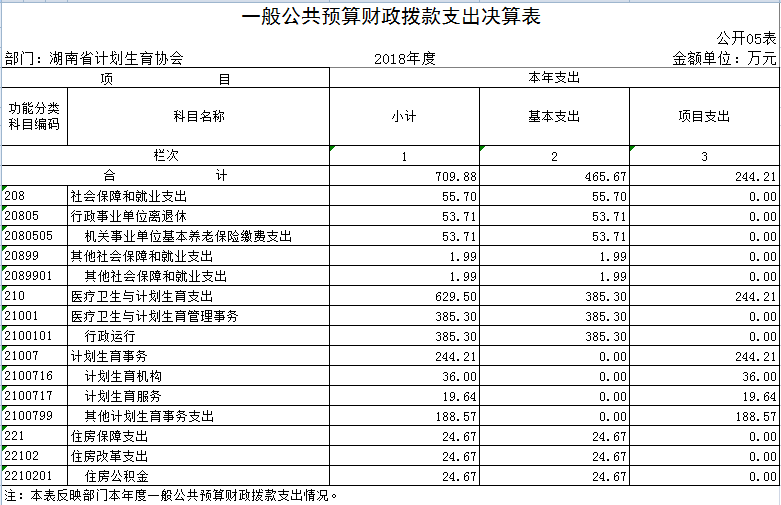 一般公共预算财政拨款支出决算表
公开05表
部门：湖南省计划生育协会 2018年度 金额单位：万元
项 目 本年支出
功能分类科目编码 科目名称 小计 基本支出 项目支出
栏次 1 2 3
合 计 709.88 465.67 244.21
208 社会保障和就业支出 55.70 55.70 0.00
20805 行政事业单位离退休 53.71 53.71 0.00
2080505 机关事业单位基本养老保险缴费支出 53.71 53.71 0.00
20899 其他社会保障和就业支出 1.99 1.99 0.00
2089901 其他社会保障和就业支出 1.99 1.99 0.00
210 医疗卫生与计划生育支出 629.50 385.30 244.21
21001 医疗卫生与计划生育管理事务 385.30 385.30 0.00
2100101 行政运行 385.30 385.30 0.00
21007 计划生育事务 244.21 0.00 244.21
2100716 计划生育机构 36.00 0.00 36.00
2100717 计划生育服务 19.64 0.00 19.64
2100799 其他计划生育事务支出 188.57 0.00 188.57
221 住房保障支出 24.67 24.67 0.00
22102 住房改革支出 24.67 24.67 0.00
2210201 住房公积金 24.67 24.67 0.00
注：本表反映部门本年度一般公共预算财政拨款支出情况。